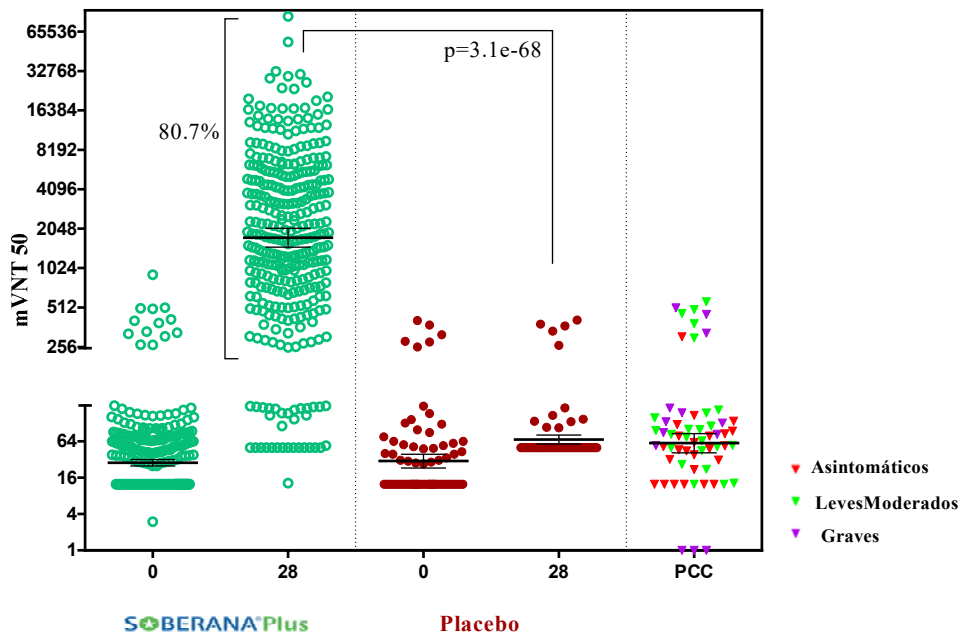 65536
32768
16384
8192
4096
2048
1024
512
256
64
16
4
1
mVNT 50
80.7%
p=3.1e-68
0
28
0
28
PCC
SOBERANA®Plus
Placebo
Asintomáticos
LevesModerados
Graves